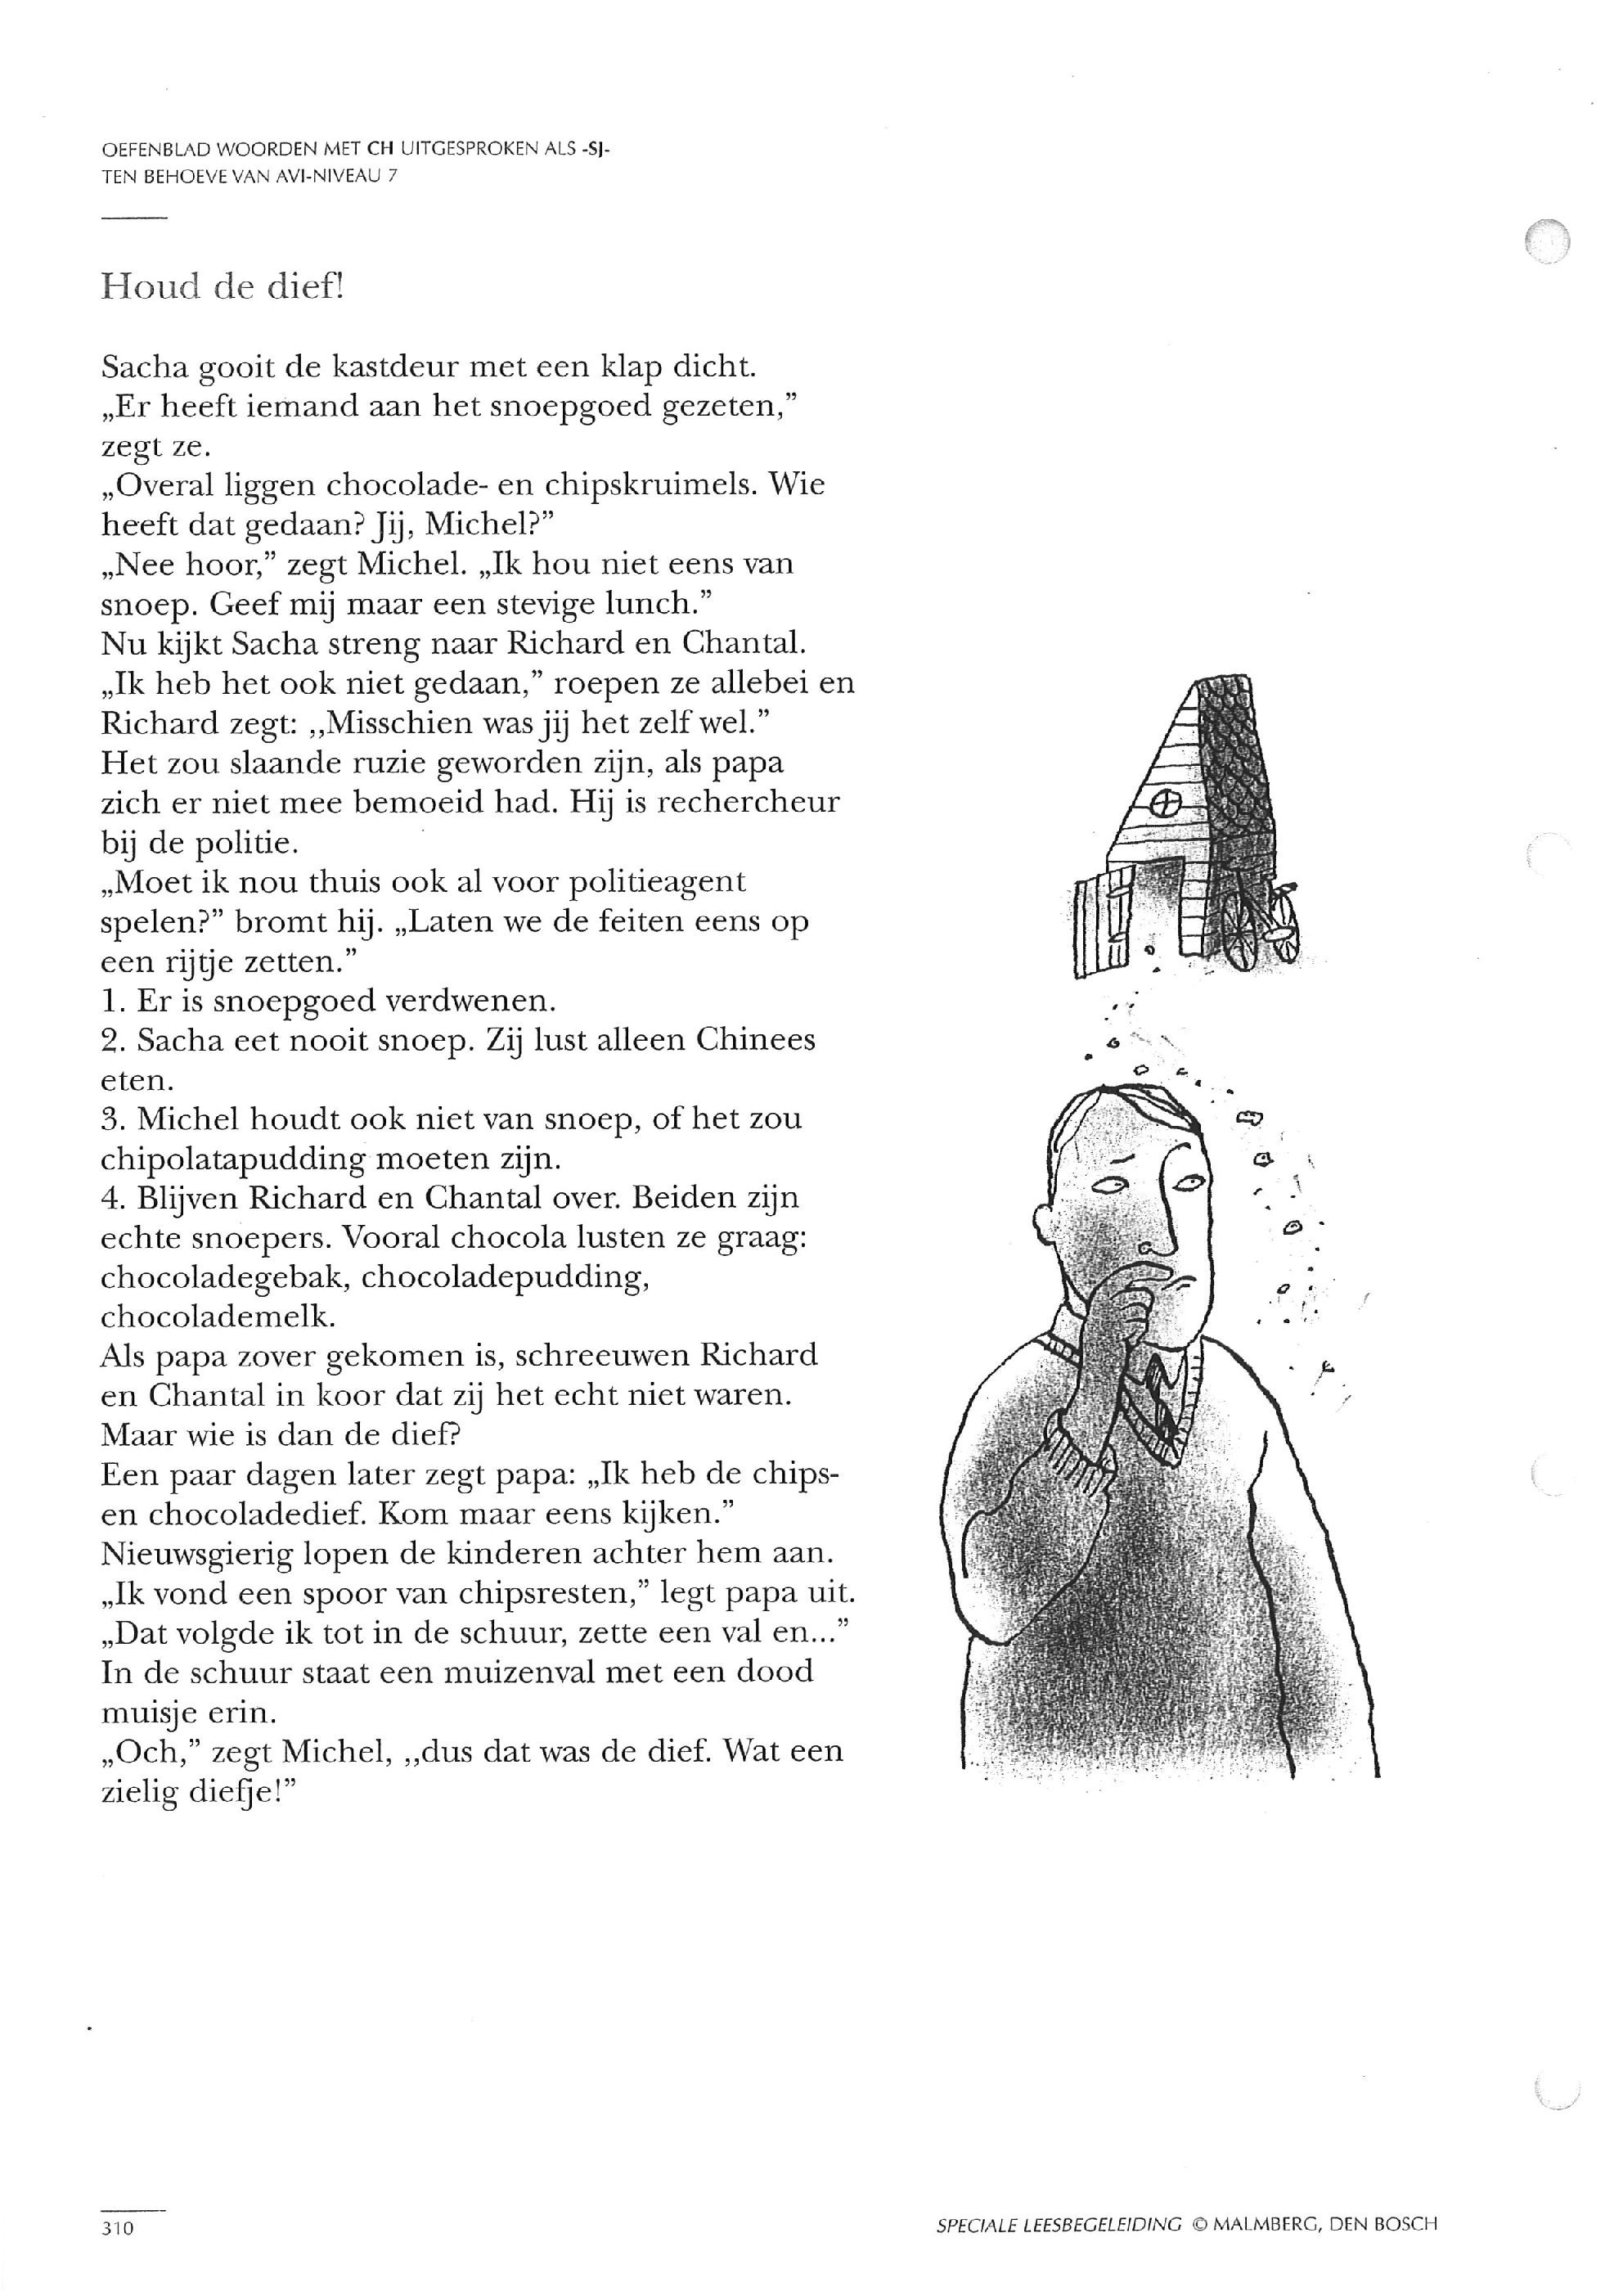 OEFENBLAD WOORDEN MET CH UITGESPROKEN ALS -SJ-
TEN BEHOEVE VAN AVI-NIVEAU 7
Houd de dief!
Sacha gooit de kastdeur met een klap dicht.
„Er heeft iemand aan het snoepgoed gezeten,”
zegt ze.
„Overal liggen chocolade- en chipskruimels. Wie
heeft dat gedaan? Jij, Michel?”
„Nee hoor,” zegt Michel. „Ik hou niet eens van
snoep. Geef mij maar een stevige lunch.”
Nu kijkt Sacha streng naar Richard en Chantal.
„Ik heb het ook niet gedaan,” roepen ze allebei en
Richard zegt: ,,Misschien was jij het zelf wel.”
Het zou slaande ruzie geworden zijn, als papa
zich er niet mee bemoeid had. Hij is rechercheur
bij de politie.
„Moet ik nou thuis ook al voor politieagent
spelen?” bromt hij. „Laten we de feiten eens op
een rijtje zetten.”
1. Er is snoepgoed verdwenen.
2. Sacha eet nooit snoep. Zij lust alleen Chinees
eten.
3. Michel houdt ook niet van snoep, of het zou
chipolatapudding moeten zijn.
4. Blijven Richard en Chantal over. Beiden zijn
echte snoepers. Vooral chocola lusten ze graag:
chocoladegebak, chocoladepudding,
chocolademelk.
Als papa zover gekomen is, schreeuwen Richard
en Chantal in koor dat zij het echt niet waren.
Maar wie is dan de dief?
Een paar dagen later zegt papa: „Ik heb de chips-
en chocoladedief. Kom maar eens kijken.”
Nieuwsgierig lopen de kinderen achter hem aan.
„Ik vond een spoor van chipsresten,” legt papa uit.
„Dat volgde ik tot in de schuur, zette een val en...”
In de schuur staat een muizenval met een dood
muisje erin.
„Och,” zegt Michel, ,,dus dat was de dief. Wat een
zielig diefje!”
310
SPECIALE LEESBEGELEIDING © MALMBERG, DEN BOSCH